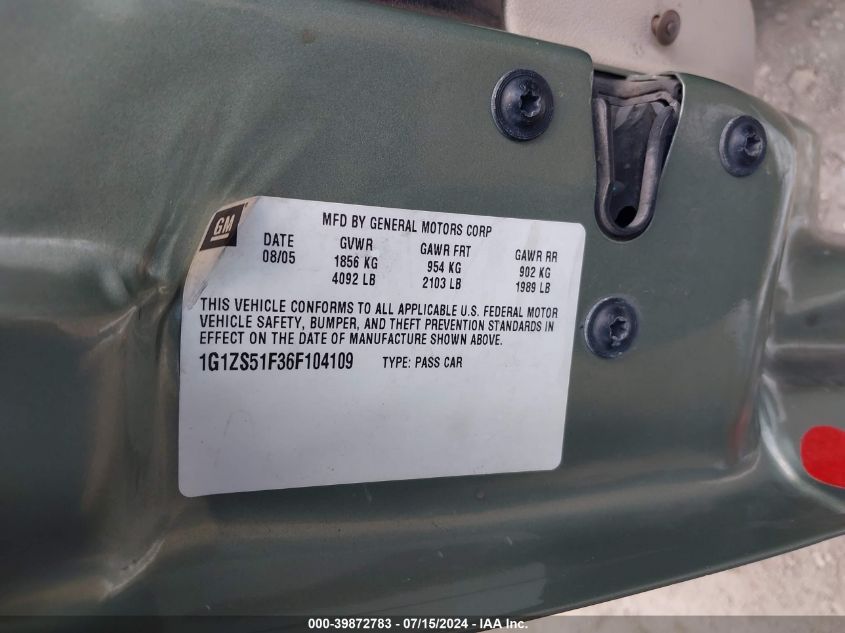 GM
MFD BY GENERAL MOTORS CORP
DATE GVWR GAWR FRT GAWR RR
08/05 1856 KG 954 KG 902 KG
4092 LB 2103 LB 1989 LB
THIS VEHICLE CONFORMS TO ALL APPLICABLE U.S. FEDERAL MOTOR
VEHICLE SAFETY, BUMPER, AND THEFT PREVENTION STANDARDS IN
EFFECT ON THE DATE OF MANUFACTURE SHOWN ABOVE.
1G1ZS51F36F104109 TYPE: PASS CAR
000-39872783 / 07/15/2024 - IAA Inc.